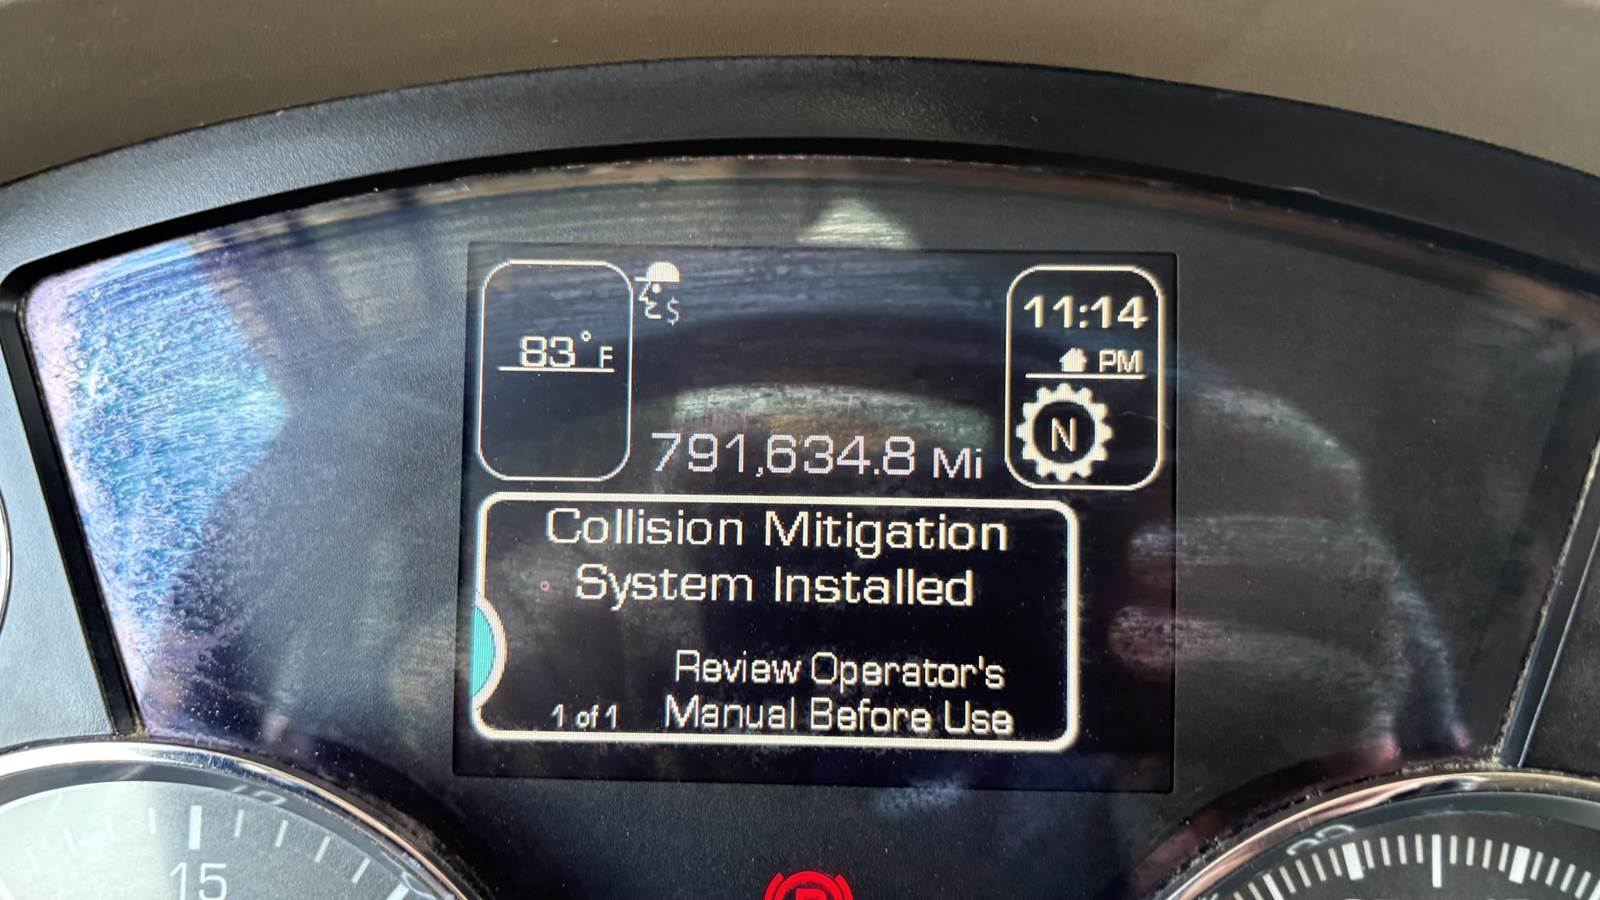 83° F
$
11:14
PM
N
791,634.8 Mi
Collision Mitigation
System Installed
Review Operator's
1 of 1 Manual Before Use
15